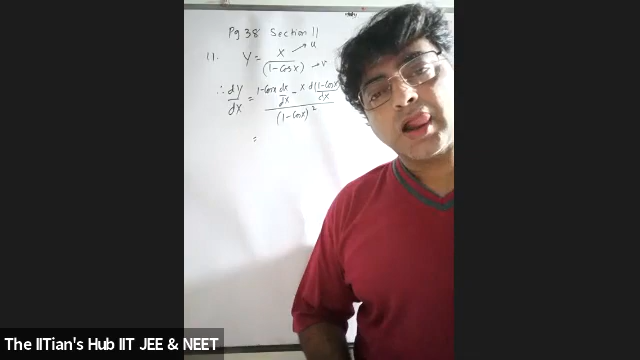 Pg 38 Section 11
11. Y = x → u
(1-Cosx) → v
∴ dY/dX = 1-Cosx dx/dx - x d(1-Cosx)/dx
(1-Cosx)²
=
The IITian's Hub IIT JEE & NEET